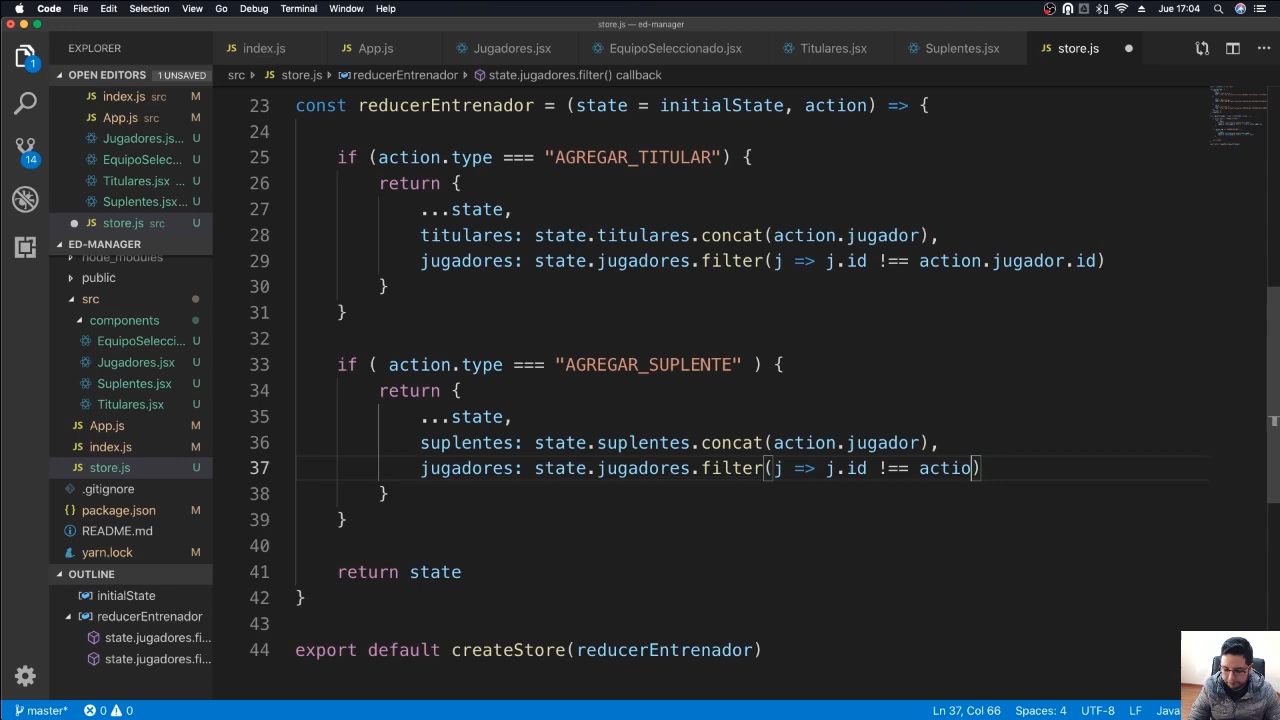 Code File Edit Selection View Go Debug Terminal Window Help Jue 17:04
store.js — ed-manager
EXPLORER
index.js App.js Jugadores.jsx EquipoSeleccionado.jsx Titulares.jsx Suplentes.jsx store.js
OPEN EDITORS 1 UNSAVED
src store.js reducerEntrenador state.jugadores.filter() callback
index.js src M
App.js src M
Jugadores.js... U
EquipoSelec... U
Titulares.jsx ... U
Suplentes.jsx... U
store.js src U
ED-MANAGER
node_modules
public
src
components
EquipoSelecci... U
Jugadores.jsx U
Suplentes.jsx U
Titulares.jsx U
App.js M
index.js M
store.js U
.gitignore
package.json M
README.md
yarn.lock M
OUTLINE
initialState
reducerEntrenador
state.jugadores.fi...
state.jugadores.fi...
1
14
23 const reducerEntrenador = (state = initialState, action) => {
24
25 if (action.type === "AGREGAR_TITULAR") {
26 return {
27 ...state,
28 titulares: state.titulares.concat(action.jugador),
29 jugadores: state.jugadores.filter(j => j.id !== action.jugador.id)
30 }
31 }
32
33 if ( action.type === "AGREGAR_SUPLENTE" ) {
34 return {
35 ...state,
36 suplentes: state.suplentes.concat(action.jugador),
37 jugadores: state.jugadores.filter(j => j.id !== actio)
38 }
39 }
40
41 return state
42 }
43
44 export default createStore(reducerEntrenador)
master* 0 0 Ln 37, Col 66 Spaces: 4 UTF-8 LF